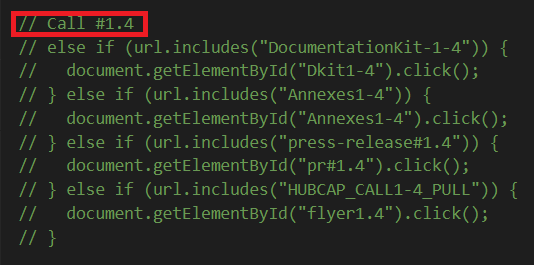 // Call #1.4
// else if (url.includes("DocumentationKit-1-4")) {
//   document.getElementById("Dkit1-4").click();
// } else if (url.includes("Annexes1-4")) {
//   document.getElementById("Annexes1-4").click();
// } else if (url.includes("press-release#1.4")) {
//   document.getElementById("pr#1.4").click();
// } else if (url.includes("HUBCAP_CALL1-4_PULL")) {
//   document.getElementById("flyer1.4").click();
// }